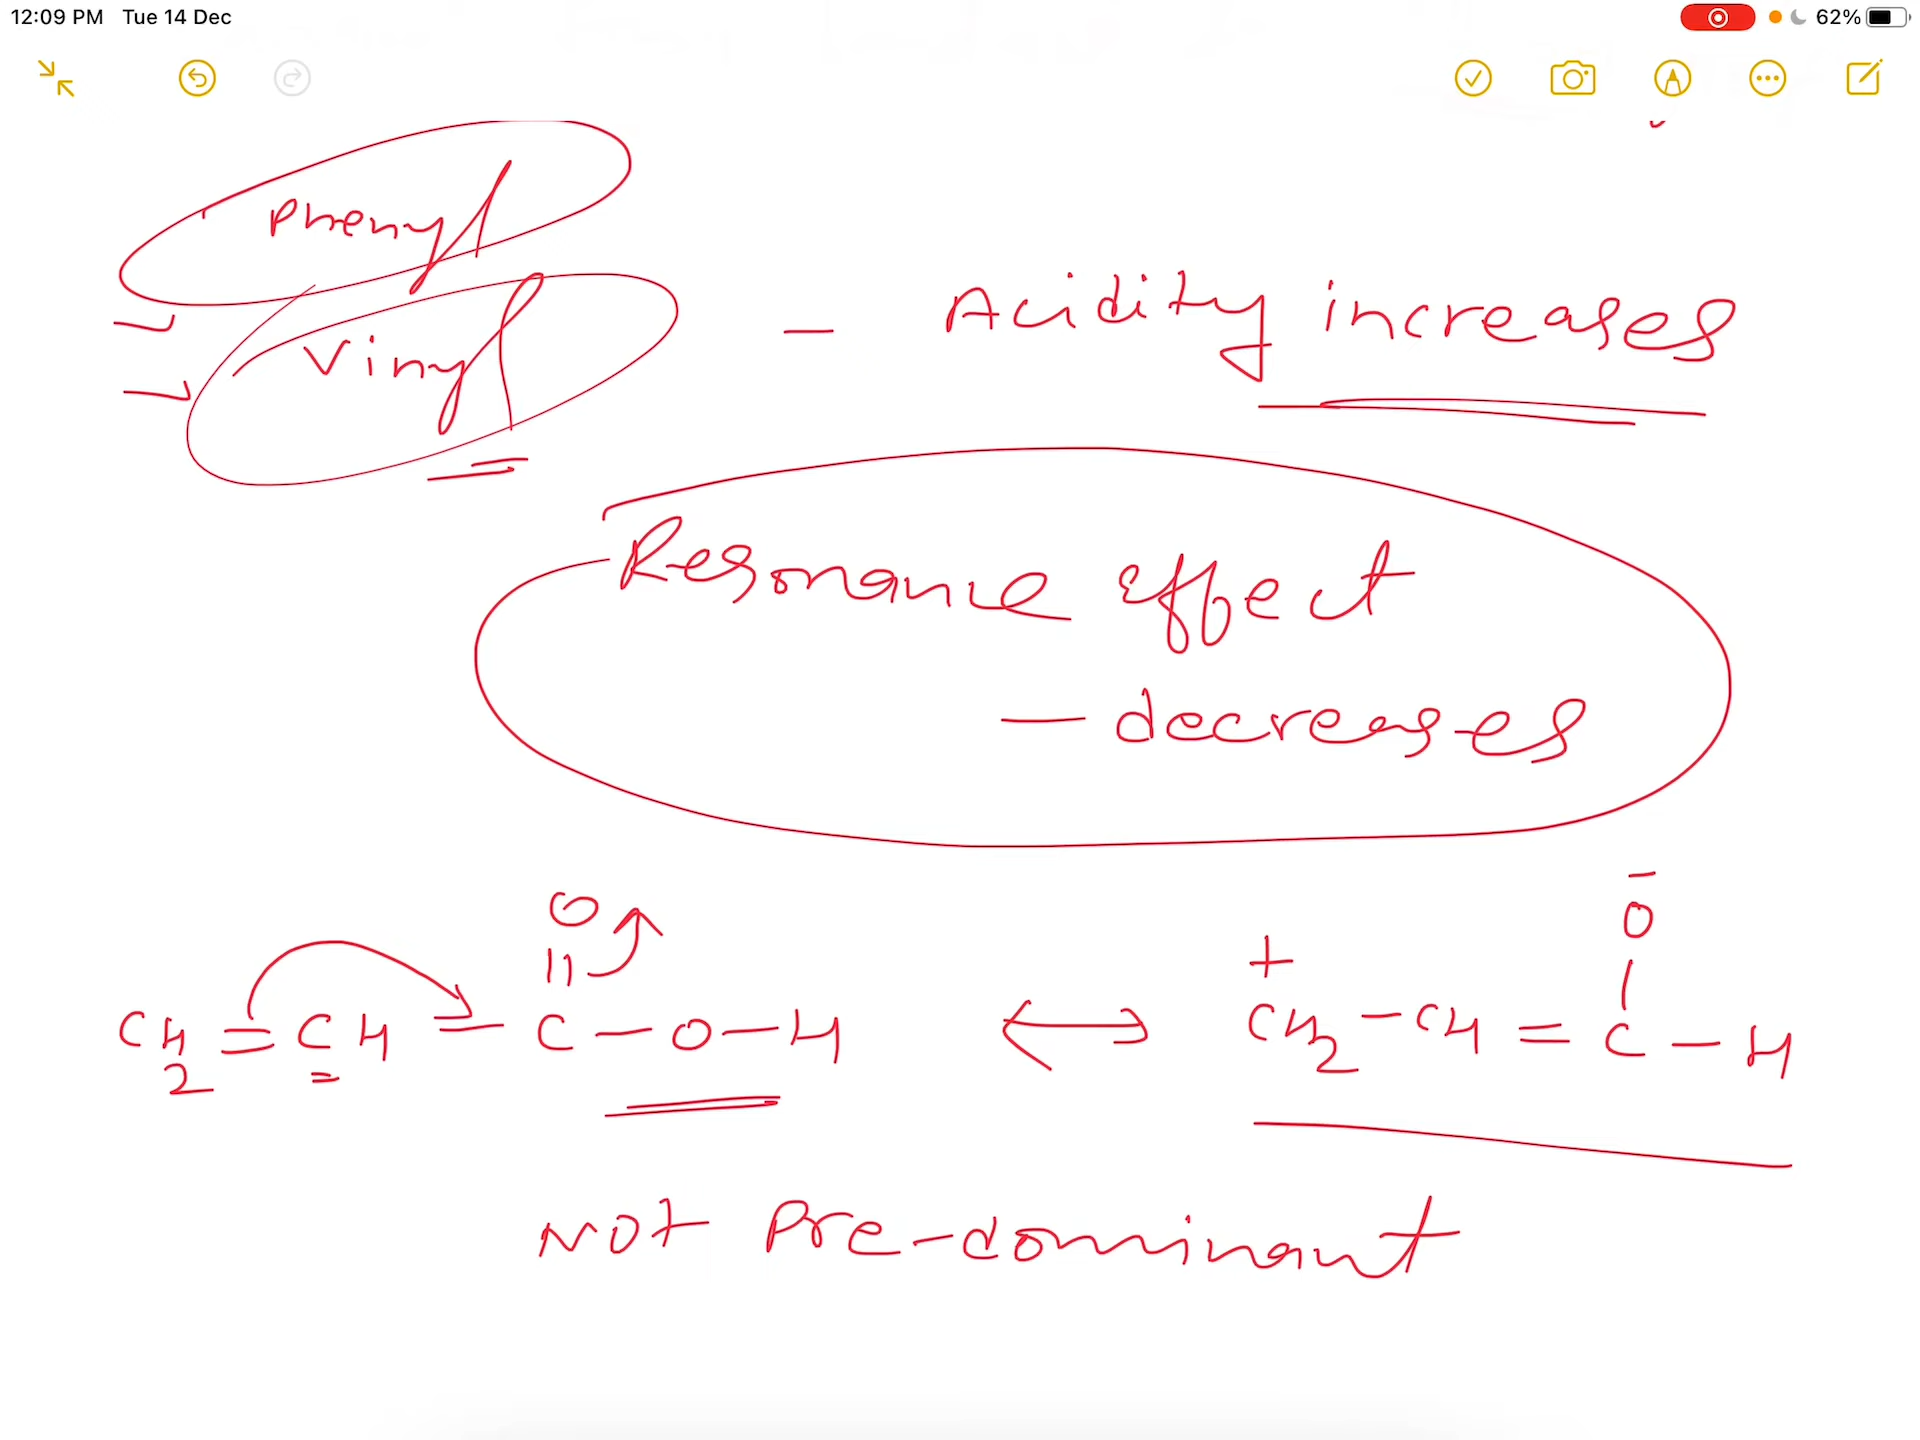 12:09 PM Tue 14 Dec 62%
Phenyl
Vinyl - Acidity increases
Resonance effect
- decreases
O
||
CH2=CH-C-O-H ↔ +CH2-CH=C-H
-
O
|
NOT Pre-dominant